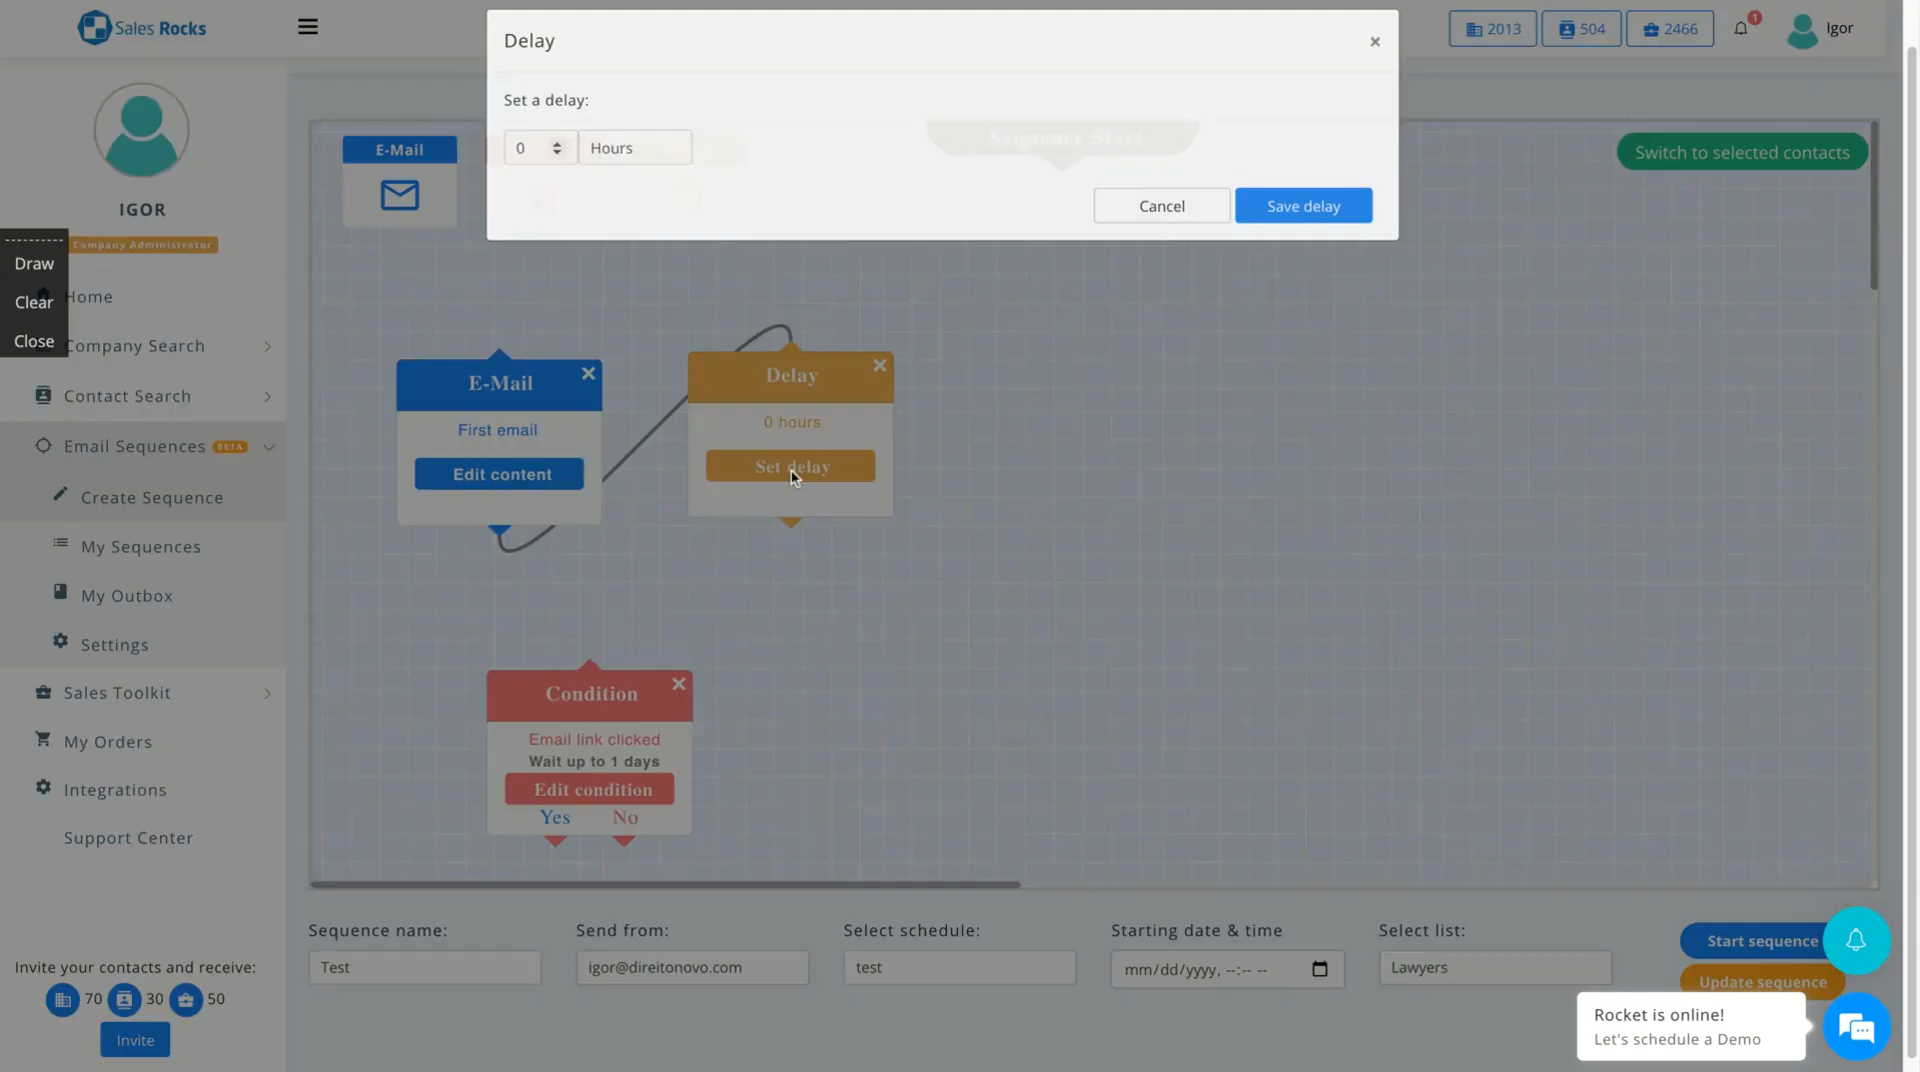 Sales Rocks
Delay
×
2013
504
2466
1
Igor
Set a delay:
0
Hours
Sequence Start
E-Mail
Switch to selected contacts
Cancel
Save delay
IGOR
Company Administrator
Draw
Clear
Close
Home
Company Search
Contact Search
Email Sequences BETA
Create Sequence
My Sequences
My Outbox
Settings
Sales Toolkit
My Orders
Integrations
Support Center
E-Mail
First email
Edit content
Delay
0 hours
Set delay
Condition
Email link clicked
Wait up to 1 days
Edit condition
Yes No
Sequence name:
Test
Send from:
igor@direitonovo.com
Select schedule:
test
Starting date & time
mm/dd/yyyy, --:-- --
Select list:
Lawyers
Start sequence
Update sequence
Invite your contacts and receive:
70 30 50
Invite
Rocket is online!
Let's schedule a Demo